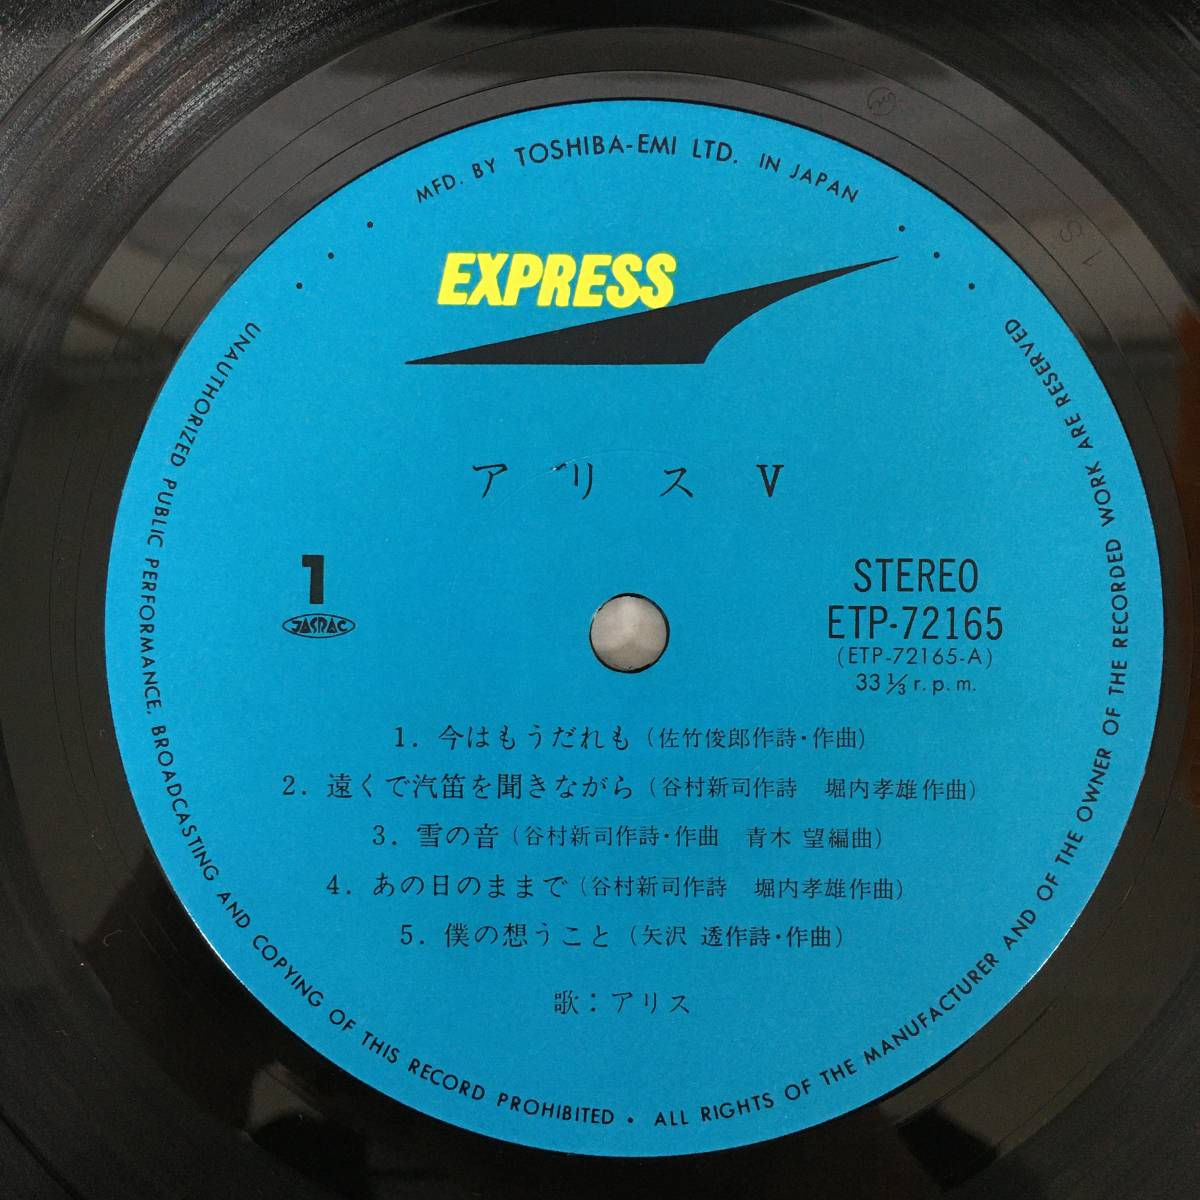 MFD. BY TOSHIBA-EMI LTD. IN JAPAN
EXPRESS
アリス V
1
JASRAC
STEREO
ETP-72165
(ETP-72165-A)
33 1/3 r.p.m.
1. 今はもうだれも (佐竹俊郎作詩・作曲)
2. 遠くで汽笛を聞きながら (谷村新司作詩 堀内孝雄作曲)
3. 雪の音 (谷村新司作詩・作曲 青木 望編曲)
4. あの日のままで (谷村新司作詩 堀内孝雄作曲)
5. 僕の想うこと (矢沢 透作詩・作曲)
歌：アリス
UNAUTHORIZED PUBLIC PERFORMANCE, BROADCASTING AND COPYING OF THIS RECORD PROHIBITED • ALL RIGHTS OF THE MANUFACTURER AND OF THE OWNER OF THE RECORDED WORK ARE RESERVED